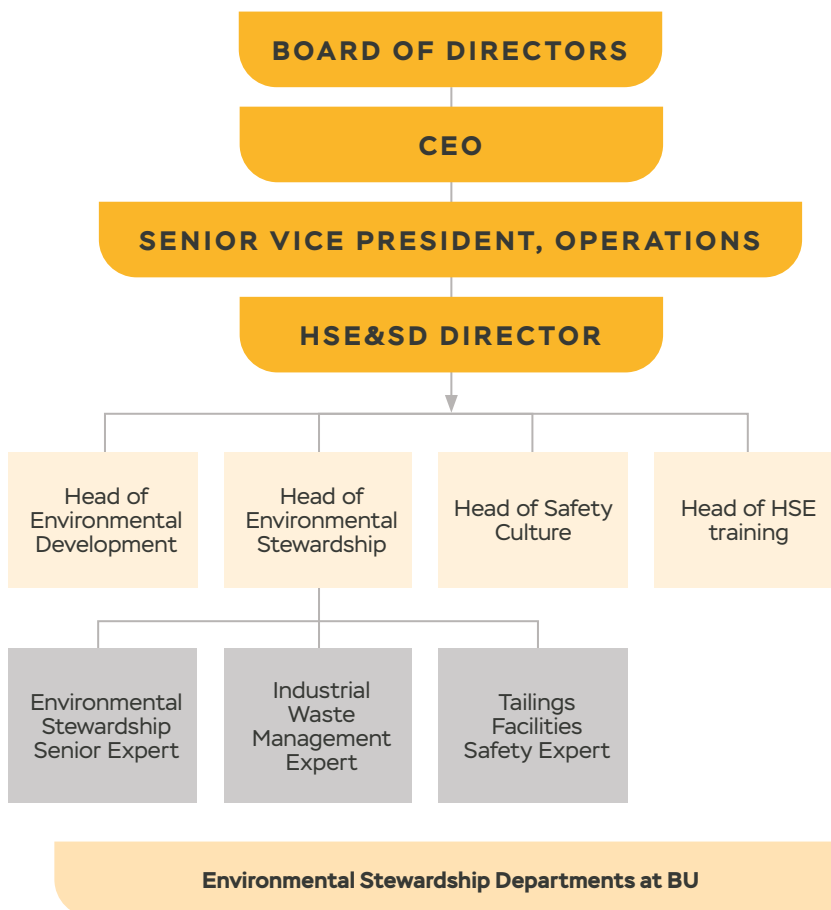 BOARD OF DIRECTORS
CEO
SENIOR VICE PRESIDENT, OPERATIONS
HSE&SD DIRECTOR
Head of
Environmental
Development
Head of
Environmental
Stewardship
Head of Safety
Culture
Head of HSE
training
Environmental
Stewardship
Senior Expert
Industrial
Waste
Management
Expert
Tailings
Facilities
Safety Expert
Environmental Stewardship Departments at BU